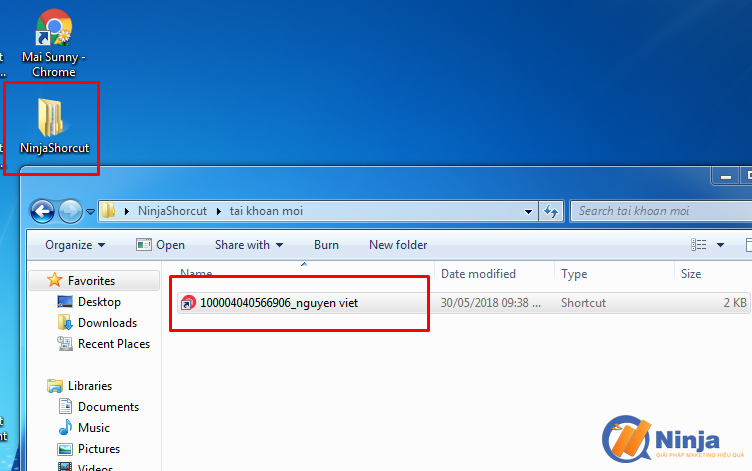 Mai Sunny -
Chrome
NinjaShorcut
NinjaShorcut
tai khoan moi
Search tai khoan moi
Organize
Open
Share with
Burn
New folder
Name
Date modified
Type
Size
Favorites
Desktop
Downloads
Recent Places
Libraries
Documents
Music
Pictures
Videos
100004040566906_nguyen viet
30/05/2018 09:38 ...
Shortcut
2 KB
Ninja
GIẢI PHÁP MAKETING HIỆU QUẢ